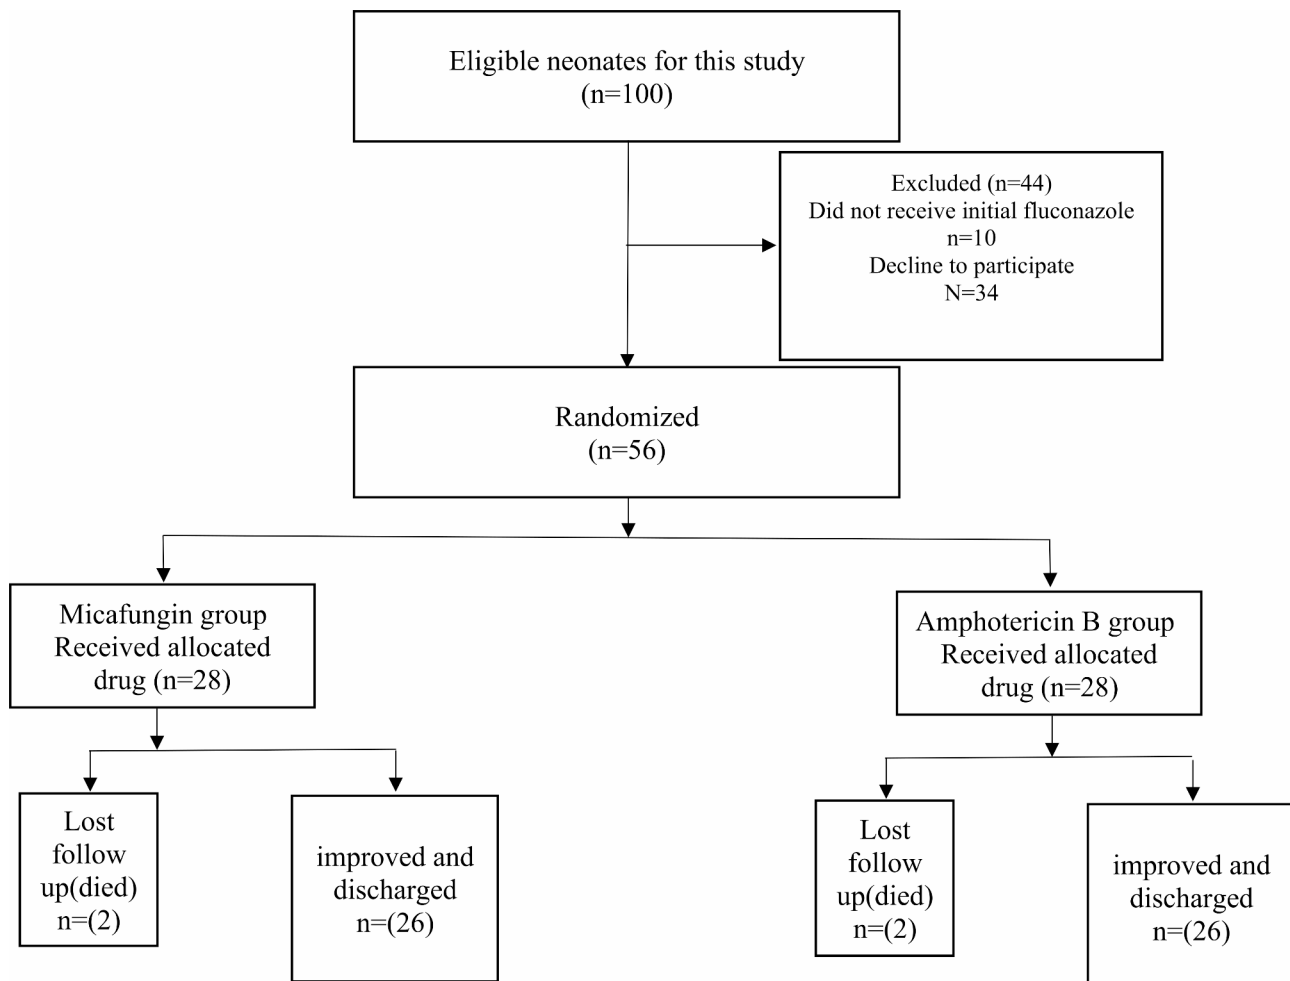 Eligible neonates for this study
(n=100)
Excluded (n=44)
Did not receive initial fluconazole
n=10
Decline to participate
N=34
Randomized
(n=56)
Micafungin group
Received allocated
drug (n=28)
Amphotericin B group
Received allocated
drug (n=28)
Lost
follow
up(died)
n=(2)
improved and
discharged
n=(26)
Lost
follow
up(died)
n=(2)
improved and
discharged
n=(26)